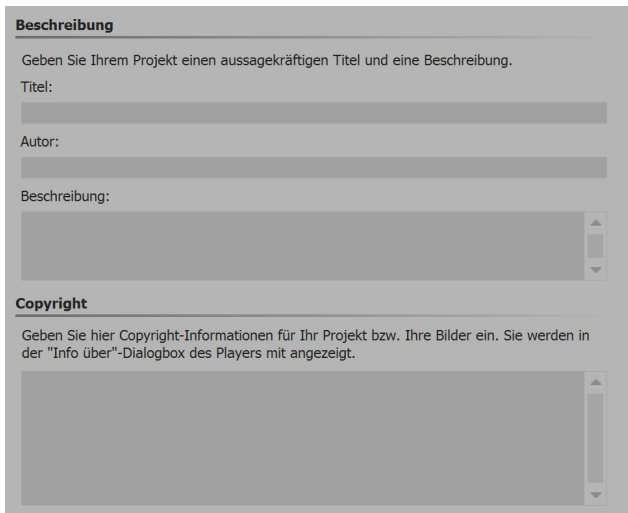 Beschreibung
Geben Sie Ihrem Projekt einen aussagekräftigen Titel und eine Beschreibung.
Titel:
Autor:
Beschreibung:
Copyright
Geben Sie hier Copyright-Informationen für Ihr Projekt bzw. Ihre Bilder ein. Sie werden in
der "Info über"-Dialogbox des Players mit angezeigt.